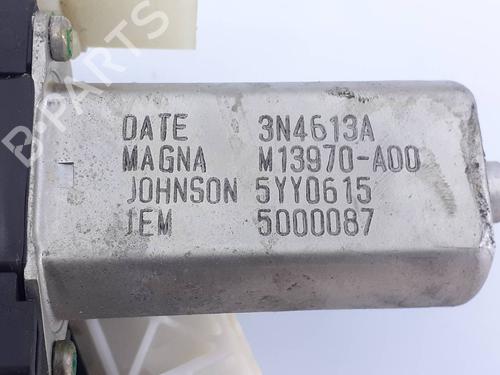 DATE 3N4613A
MAGNA M13970-A00
JOHNSON 5YY0615
JEM 5000087
B-PARTS